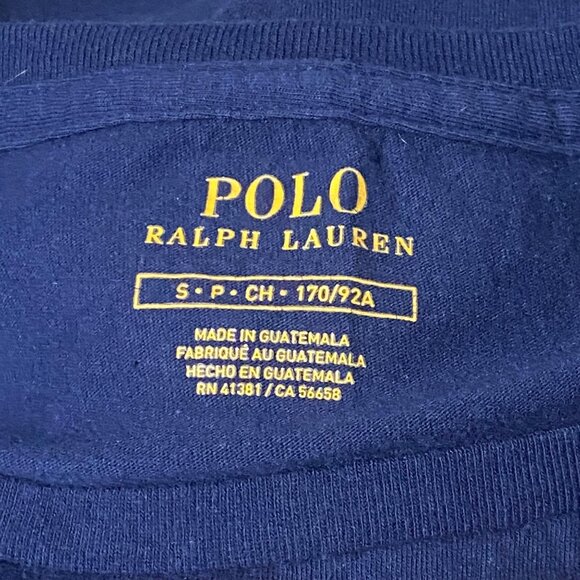 POLO
RALPH LAUREN
S • P • CH • 170/92A
MADE IN GUATEMALA
FABRIQUÉ AU GUATEMALA
HECHO EN GUATEMALA
RN 41381 / CA 56658